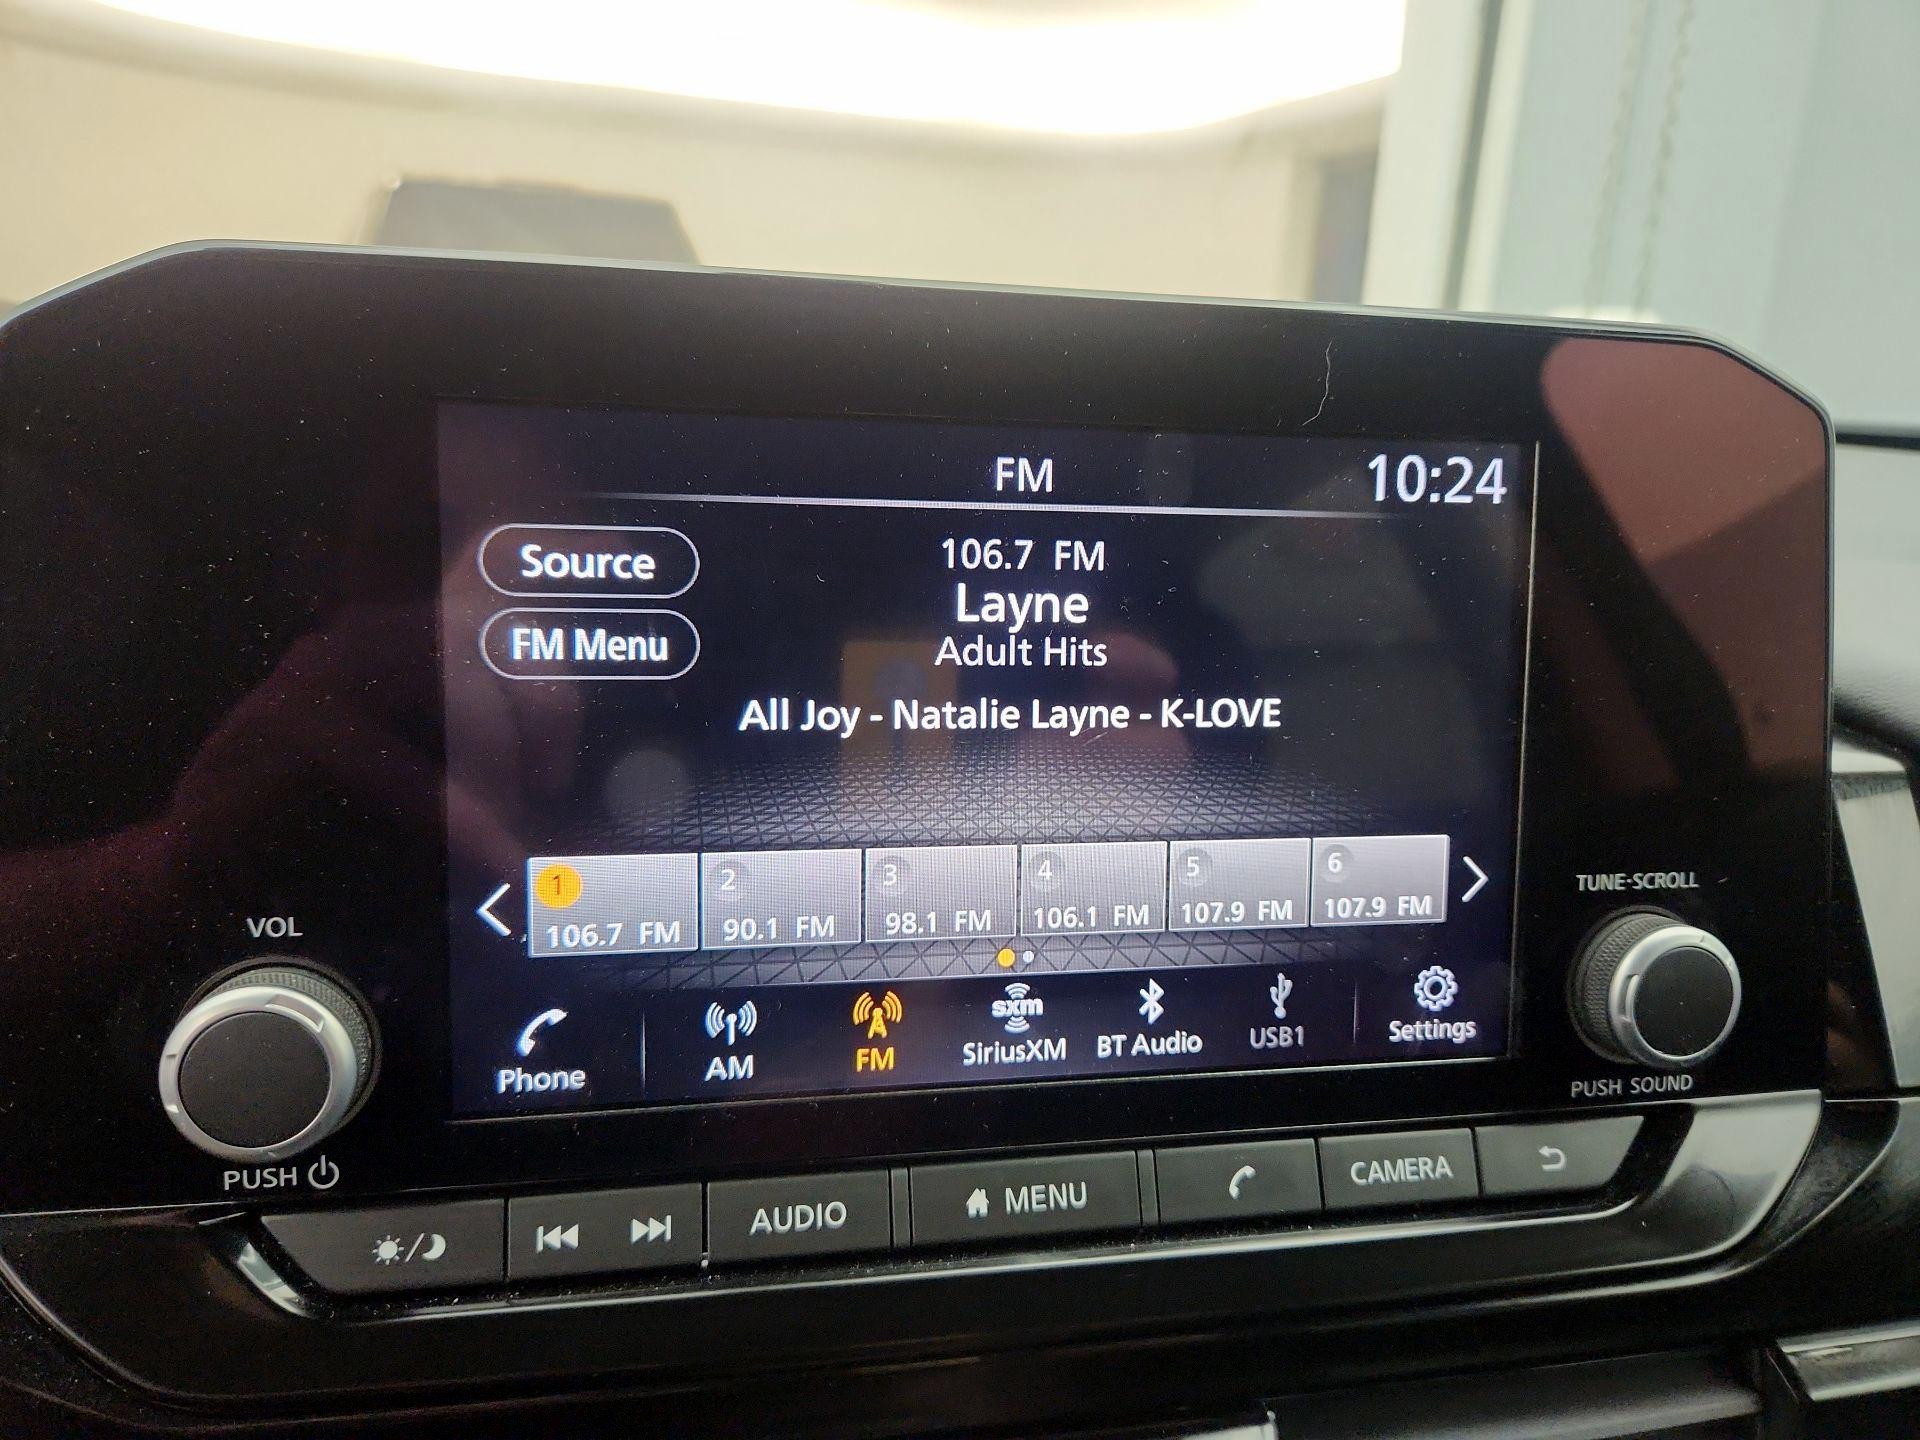 FM
10:24
Source
106.7 FM
Layne
FM Menu
Adult Hits
All Joy - Natalie Layne - K-LOVE
1
106.7 FM
2
90.1 FM
3
98.1 FM
4
106.1 FM
5
107.9 FM
6
107.9 FM
Phone
AM
FM
sxm
SiriusXM
BT Audio
USB1
Settings
VOL
PUSH
TUNE·SCROLL
PUSH SOUND
AUDIO
MENU
CAMERA